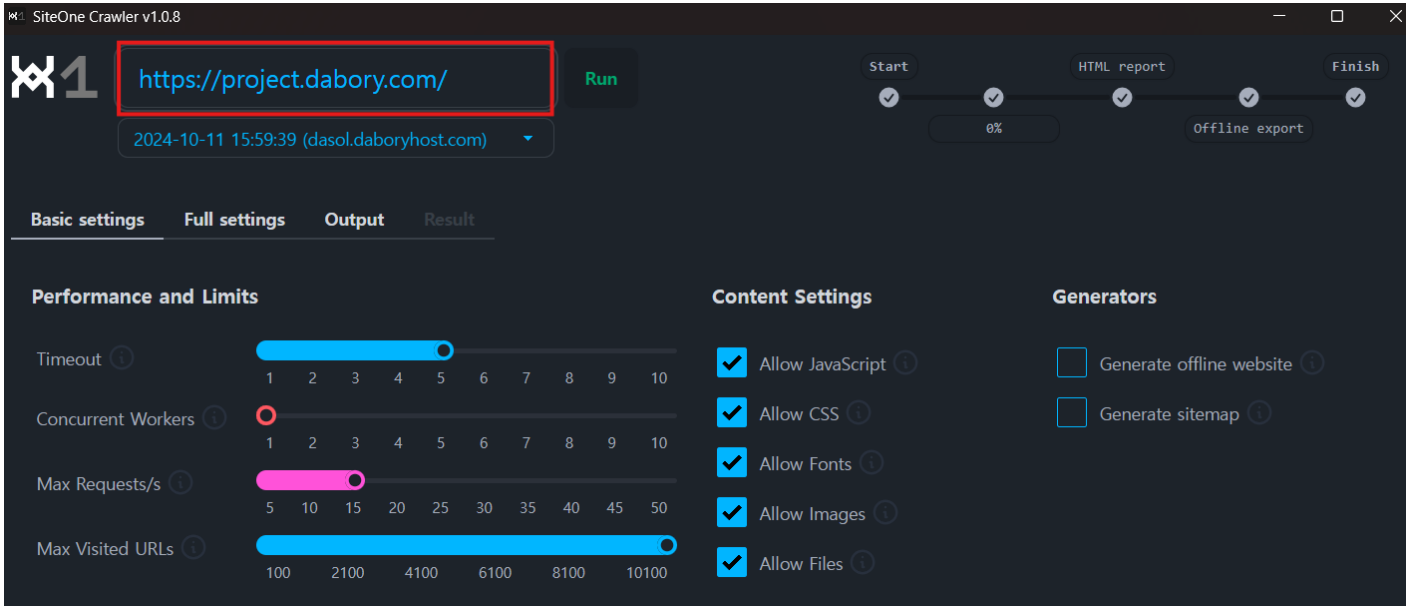 SiteOne Crawler v1.0.8
1
https://project.dabory.com/
Run
Start
HTML report
Finish
0%
Offline export
2024-10-11 15:59:39 (dasol.daboryhost.com)
Basic settings Full settings Output Result
Performance and Limits
Timeout
1 2 3 4 5 6 7 8 9 10
Concurrent Workers
1 2 3 4 5 6 7 8 9 10
Max Requests/s
5 10 15 20 25 30 35 40 45 50
Max Visited URLs
100 2100 4100 6100 8100 10100
Content Settings
Allow JavaScript
Allow CSS
Allow Fonts
Allow Images
Allow Files
Generators
Generate offline website
Generate sitemap